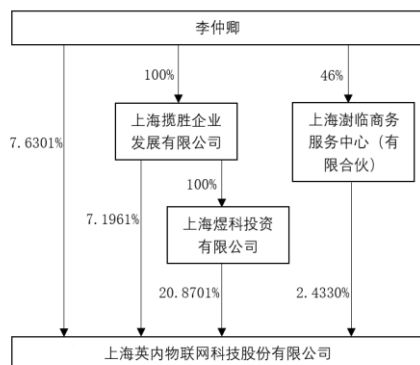 李仲卿
100%
46%
上海揽胜企业
发展有限公司
上海澍临商务
服务中心（有
限合伙）
7.6301%
100%
7.1961%
上海煜科投资
有限公司
20.8701%
2.4330%
上海英内物联网科技股份有限公司